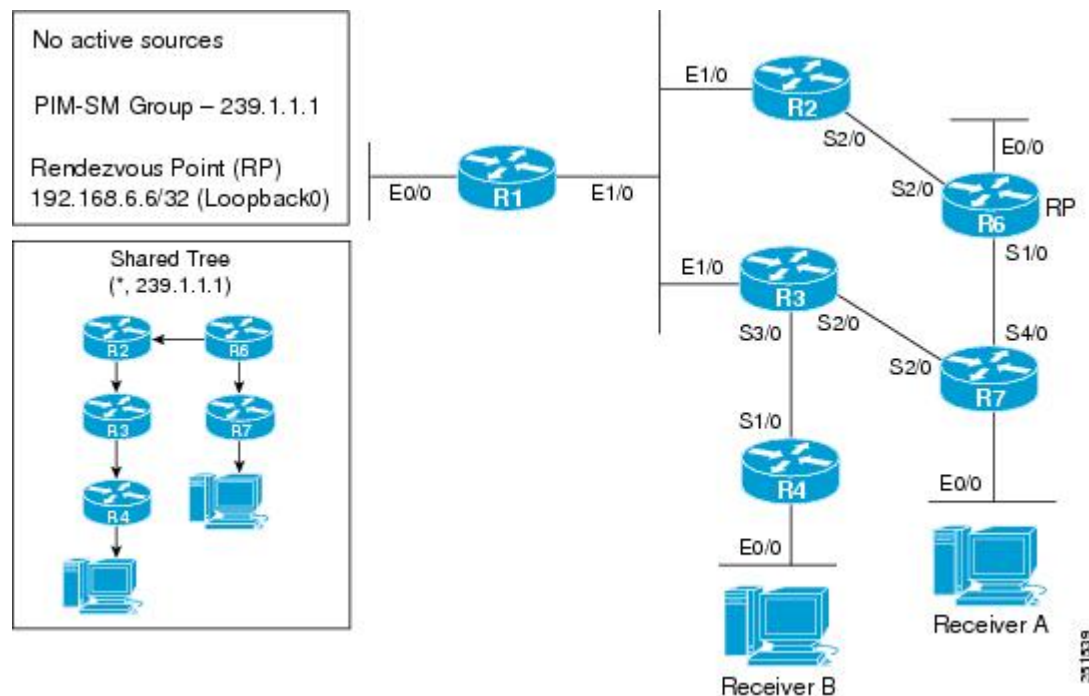 No active sources
PIM-SM Group – 239.1.1.1
Rendezvous Point (RP)
192.168.6.6/32 (Loopback0)
Shared Tree
(*, 239.1.1.1)
R2
R6
R3
R7
R4
E0/0
R1
E1/0
E1/0
R2
S2/0
E0/0
S2/0
R6
RP
S1/0
E1/0
R3
S3/0
S2/0
S4/0
S2/0
R7
S1/0
R4
E0/0
E0/0
Receiver A
Receiver B
251539